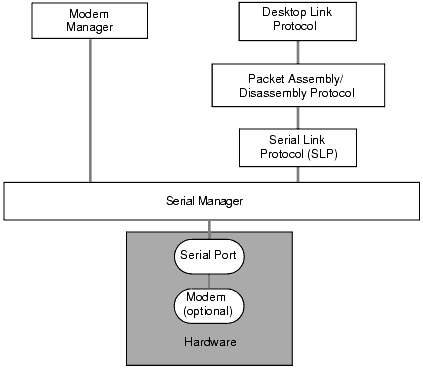 Modem
Manager
Desktop Link
Protocol
Packet Assembly/
Disassembly Protocol
Serial Link
Protocol (SLP)
Serial Manager
Serial Port
Modem
(optional)
Hardware